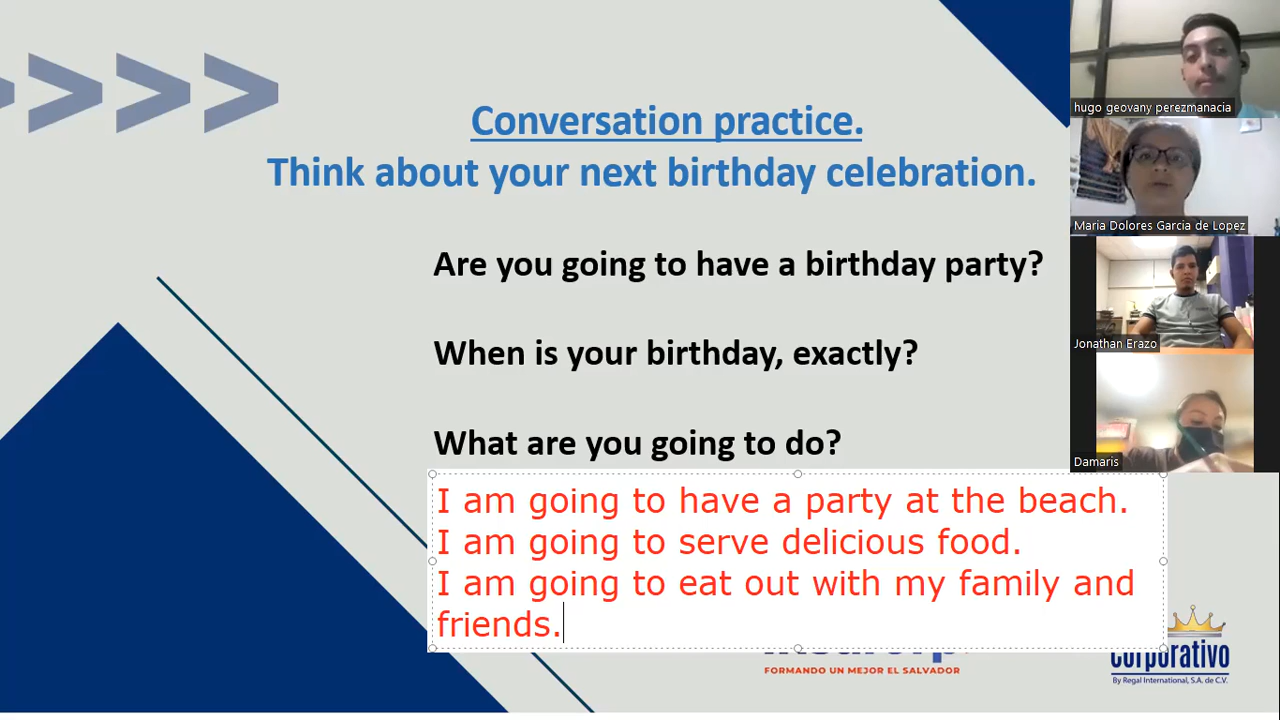 Conversation practice.
Think about your next birthday celebration.
Are you going to have a birthday party?
When is your birthday, exactly?
What are you going to do?
I am going to have a party at the beach.
I am going to serve delicious food.
I am going to eat out with my family and
friends.
FORMANDO UN MEJOR EL SALVADOR
corporativo
By Regal International, S.A. de C.V.
hugo geovany perezmanacia
Maria Dolores Garcia de Lopez
Jonathan Erazo
Damaris